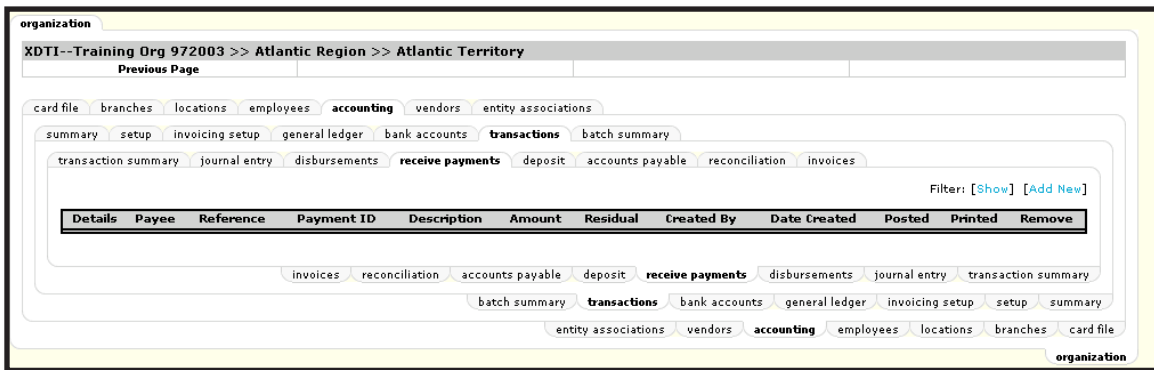 organization
XDTI--Training Org 972003 >> Atlantic Region >> Atlantic Territory
Previous Page
card file branches locations employees accounting vendors entity associations
summary setup invoicing setup general ledger bank accounts transactions batch summary
transaction summary journal entry disbursements receive payments deposit accounts payable reconciliation invoices
Filter: [Show] [Add New]
Details Payee Reference Payment ID Description Amount Residual Created By Date Created Posted Printed Remove
invoices reconciliation accounts payable deposit receive payments disbursements journal entry transaction summary
batch summary transactions bank accounts general ledger invoicing setup setup summary
entity associations vendors accounting employees locations branches card file
organization